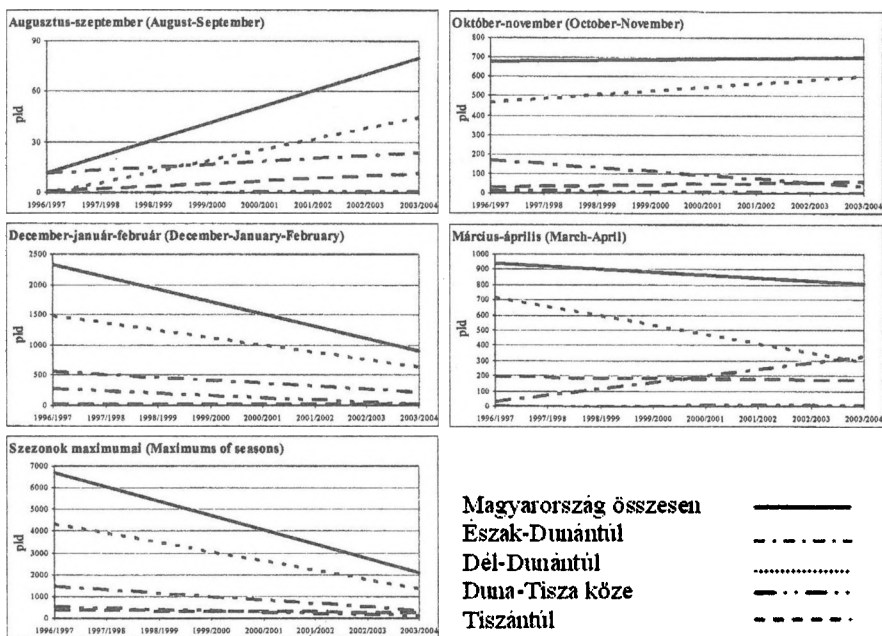 Augusztus-szeptember (August-September)
90
60
30
0
pld
1996/1997 1997/1998 1998/1999 1999/2000 2000/2001 2001/2002 2002/2003 2003/2004
Október-november (October-November)
800
700
600
500
400
300
200
100
0
pld
1996/1997 1997/1998 1998/1999 1999/2000 2000/2001 2001/2002 2002/2003 2003/2004
December-január-február (December-January-February)
2500
2000
1500
1000
500
0
pld
1996/1997 1997/1998 1998/1999 1999/2000 2000/2001 2001/2002 2002/2003 2003/2004
Március-április (March-April)
1000
900
800
700
600
500
400
300
200
100
0
pld
1996/1997 1997/1998 1998/1999 1999/2000 2000/2001 2001/2002 2002/2003 2003/2004
Szezonok maximumai (Maximums of seasons)
7000
6000
5000
4000
3000
2000
1000
0
pld
1996/1997 1997/1998 1998/1999 1999/2000 2000/2001 2001/2002 2002/2003 2003/2004
Magyarország összesen
Észak-Dunántúl
Dél-Dunántúl
Duna-Tisza köze
Tiszántúl